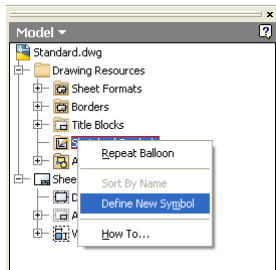 Model
Standard.dwg
Drawing Resources
Sheet Formats
Borders
Title Blocks
Repeat Balloon
Sort By Name
Define New Symbol
How To...